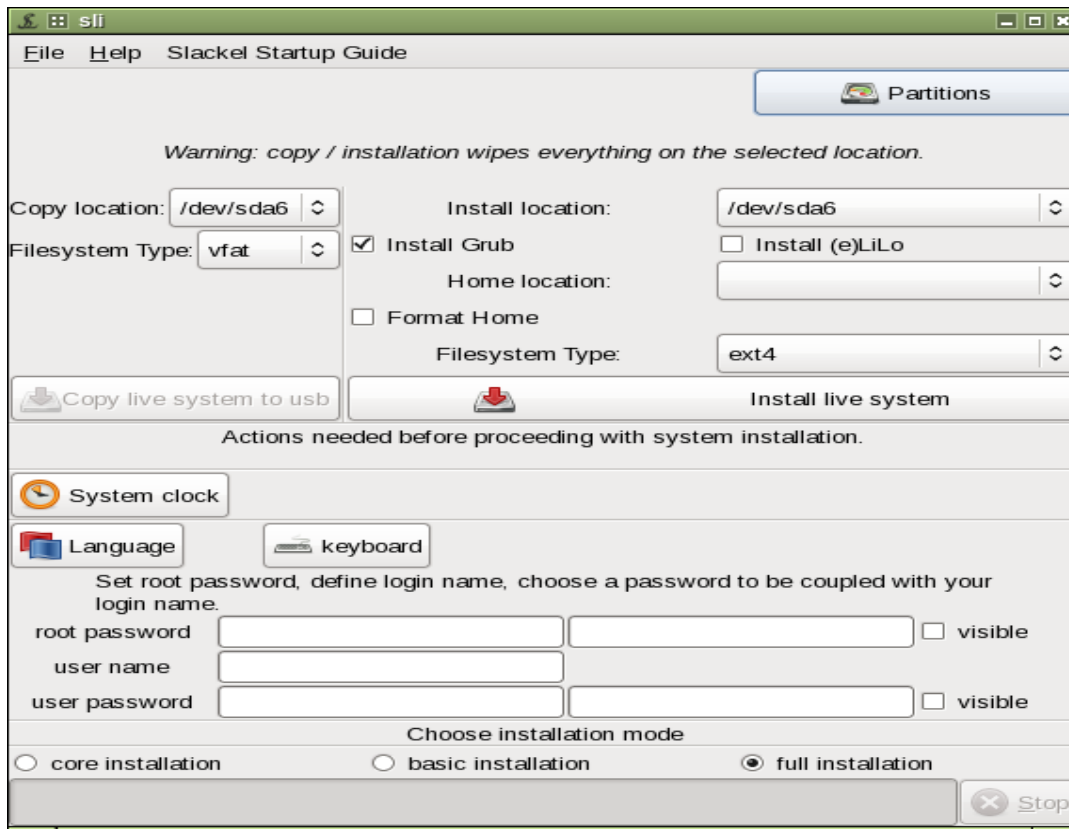 sli
File Help Slackel Startup Guide
Partitions
Warning: copy / installation wipes everything on the selected location.
Copy location: /dev/sda6 Install location: /dev/sda6
Filesystem Type: vfat Install Grub Install (e)LiLo
Home location:
Format Home
Filesystem Type: ext4
Copy live system to usb Install live system
Actions needed before proceeding with system installation.
System clock
Language keyboard
Set root password, define login name, choose a password to be coupled with your
login name.
root password visible
user name
user password visible
Choose installation mode
core installation basic installation full installation
Stop